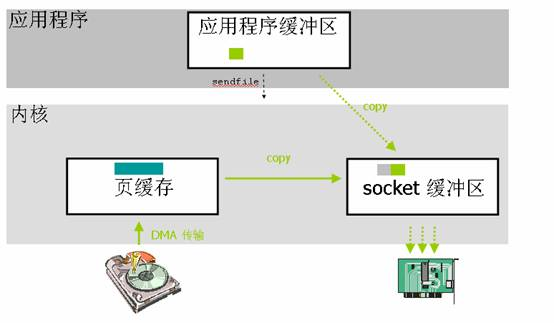 应用程序
应用程序缓冲区
sendfile
copy
内核
copy
页缓存
socket 缓冲区
DMA 传输